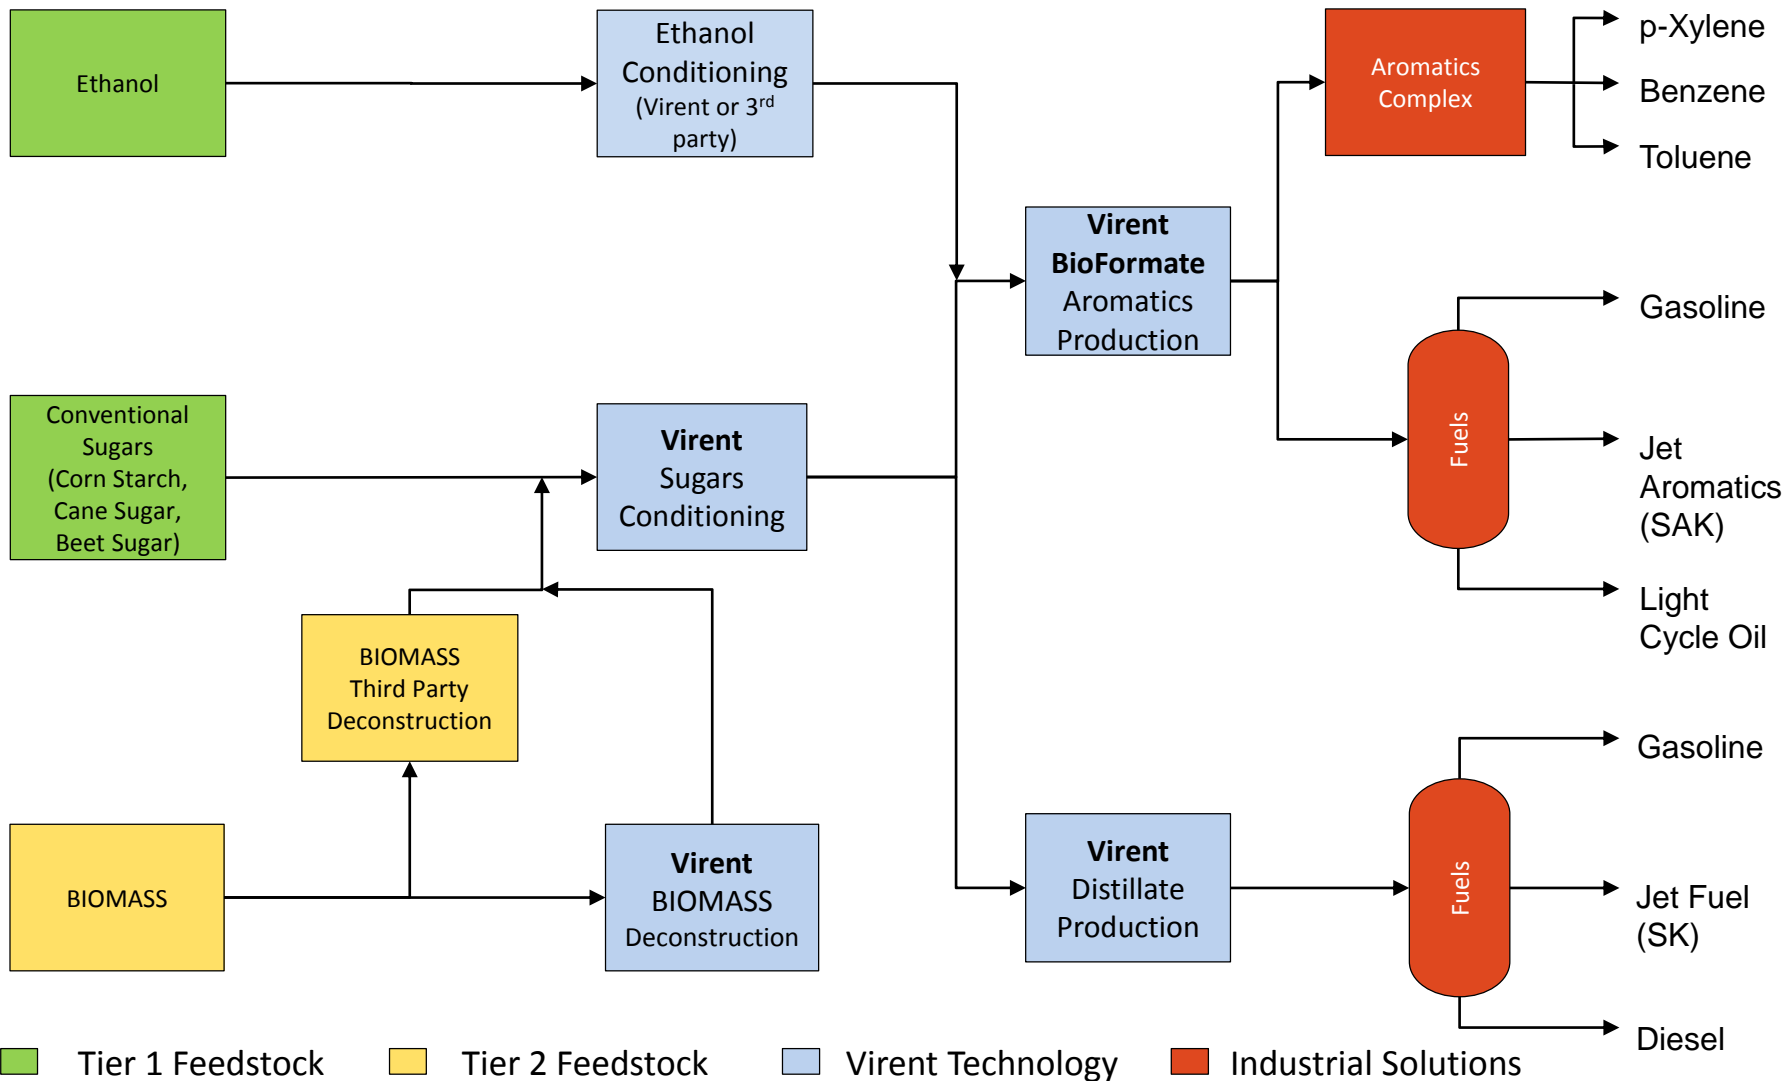 Ethanol
Ethanol
Conditioning
(Virent or 3rd
party)
Aromatics
Complex
p-Xylene
Benzene
Toluene
Virent
BioFormate
Aromatics
Production
Gasoline
Fuels
Jet
Aromatics
(SAK)
Light
Cycle Oil
Conventional
Sugars
(Corn Starch,
Cane Sugar,
Beet Sugar)
Virent
Sugars
Conditioning
BIOMASS
Third Party
Deconstruction
BIOMASS
Virent
BIOMASS
Deconstruction
Virent
Distillate
Production
Fuels
Gasoline
Jet Fuel
(SK)
Diesel
Tier 1 Feedstock
Tier 2 Feedstock
Virent Technology
Industrial Solutions